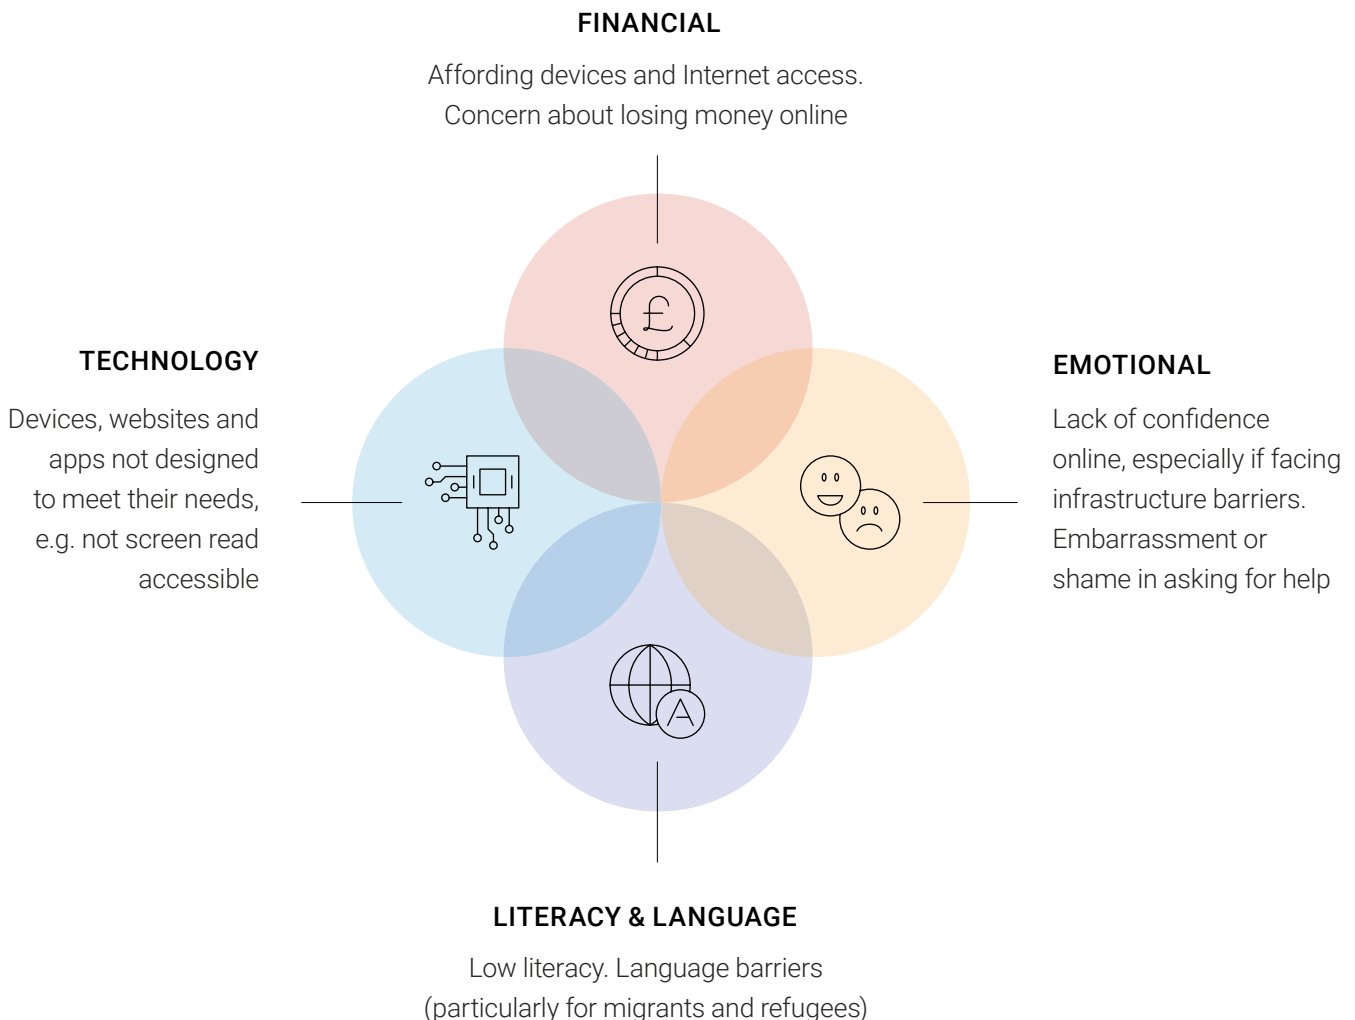 FINANCIAL
Affording devices and Internet access.
Concern about losing money online
£
TECHNOLOGY
Devices, websites and
apps not designed
to meet their needs,
e.g. not screen read
accessible
EMOTIONAL
Lack of confidence
online, especially if facing
infrastructure barriers.
Embarrassment or
shame in asking for help
A
LITERACY & LANGUAGE
Low literacy. Language barriers
(particularly for migrants and refugees)